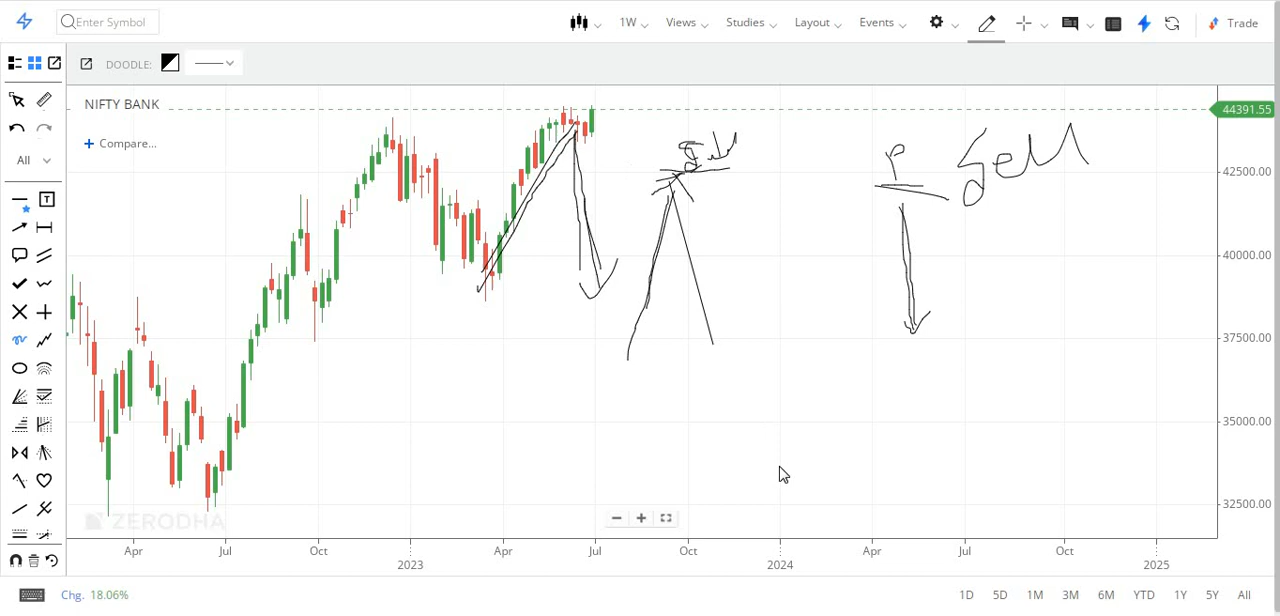 Enter Symbol
1W
Views
Studies
Layout
Events
Trade
DOODLE:
NIFTY BANK
44391.55
Compare...
All
P
Sell
42500.00
40000.00
37500.00
35000.00
32500.00
ZERODHA
Apr
Jul
Oct
Apr
Jul
Oct
Apr
Jul
Oct
2023
2024
2025
Chg. 18.06%
1D
5D
1M
3M
6M
YTD
1Y
5Y
All